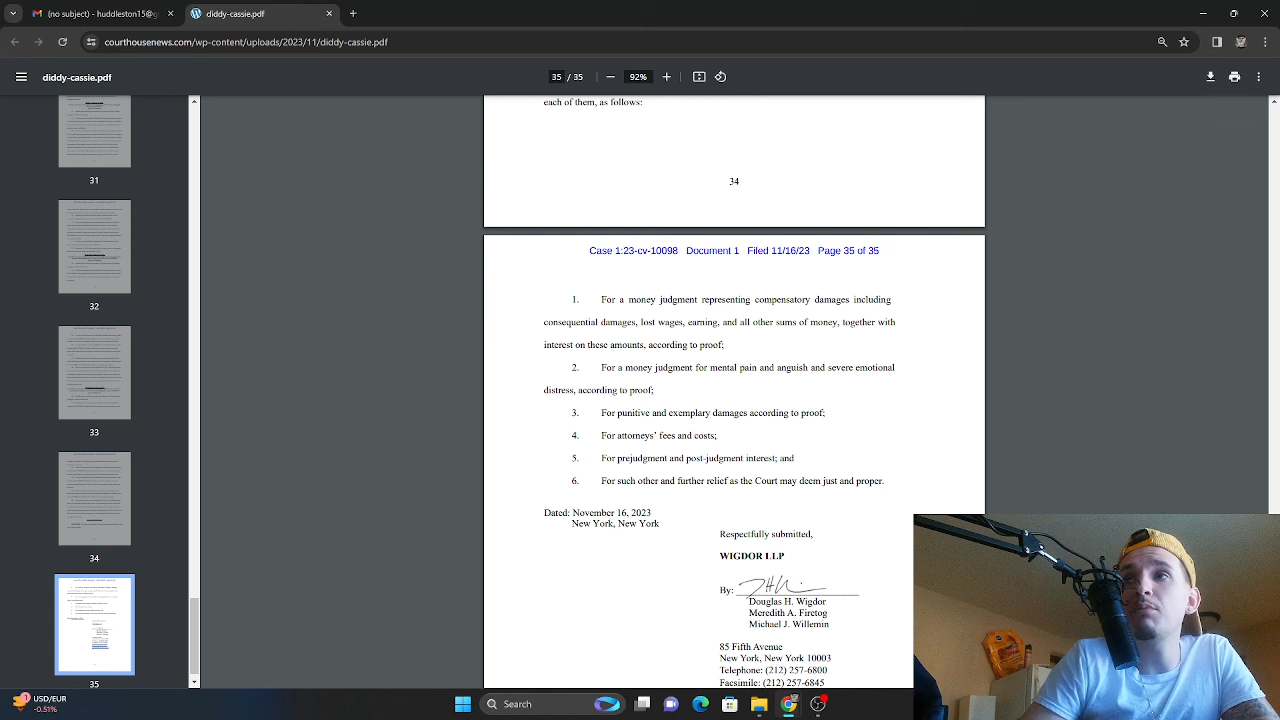 (no subject) - huddleston15@g
diddy-cassie.pdf
courthousenews.com/wp-content/uploads/2023/11/diddy-cassie.pdf
diddy-cassie.pdf
35 / 35
92%
31
32
33
34
35
each of them, as follows:
34
Case 1:23-cv-10098 Document 1 Filed 11/16/23 Page 35 of 35
1. For a money judgment representing compensatory damages including
consequential damages, lost wages, earning, and all other sums of money, together with
interest on these amounts, according to proof;
2. For a money judgment for mental pain and anguish and severe emotional
distress, according to proof;
3. For punitive and exemplary damages according to proof;
4. For attorneys' fees and costs;
5. For prejudgment and post-judgment interest; and
6. For such other and further relief as the Court may deem just and proper.
Dated: November 16, 2023
New York, New York
Respectfully submitted,
WIGDOR LLP
By:
Douglas H. Wigdor
Meredith A. Firetog
Michael J. Willemin
85 Fifth Avenue
New York, New York 10003
Telephone: (212) 257-6800
Facsimile: (212) 257-6845
USD/EUR
-0.51%
Search